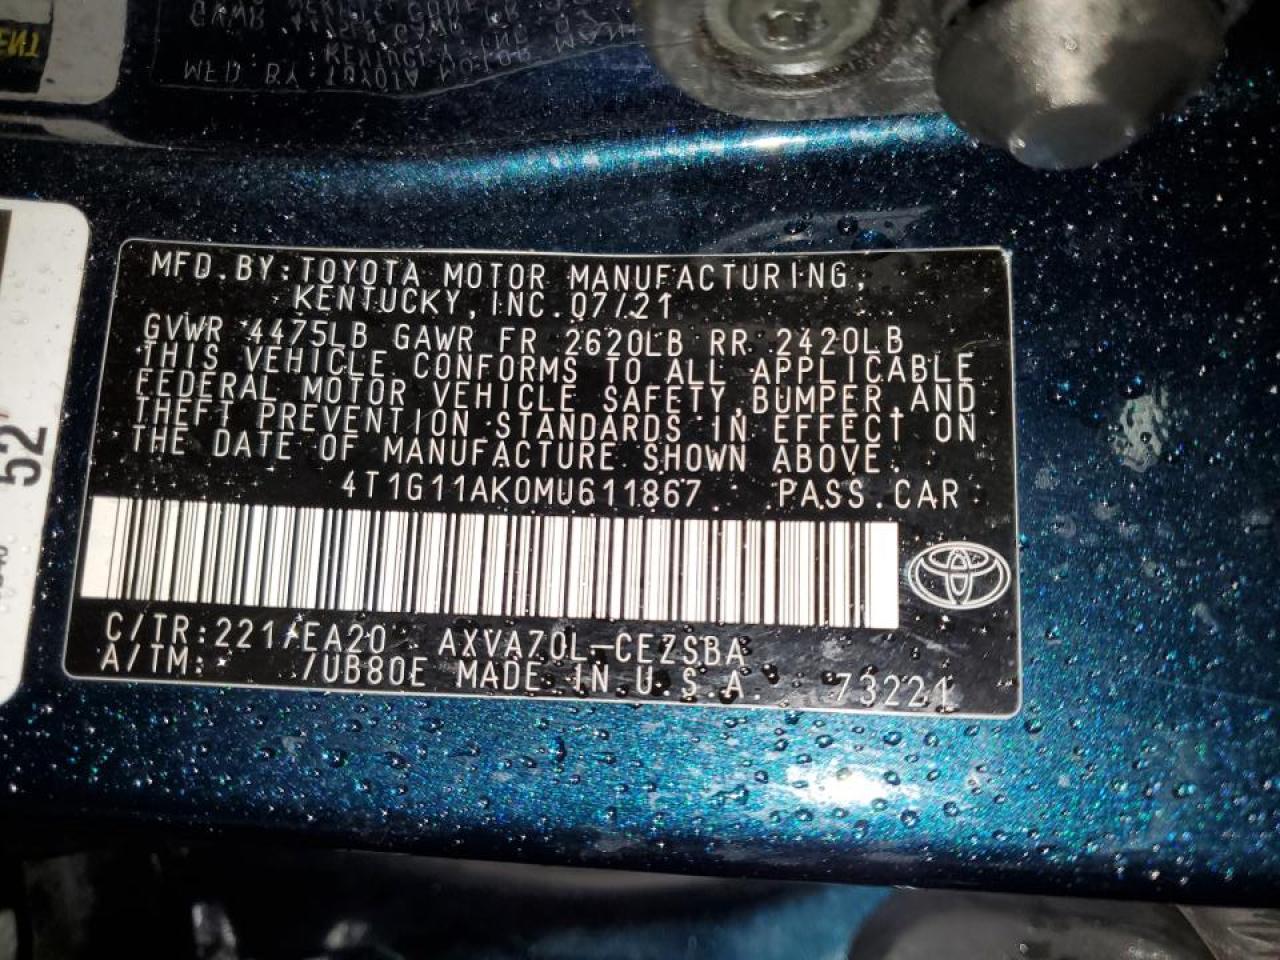 MFD.BY:TOYOTA MOTOR MANUFACTURING,
KENTUCKY,INC.07/21
GVWR 4475LB GAWR FR 2620LB RR 2420LB
THIS VEHICLE CONFORMS TO ALL APPLICABLE
FEDERAL MOTOR VEHICLE SAFETY,BUMPER,AND
THEFT PREVENTION STANDARDS IN EFFECT ON
THE DATE OF MANUFACTURE SHOWN ABOVE.
4T1G11AK0MU611867 PASS.CAR
C/TR:221/EA20 AXVA70L-CEZSBA
A/TM: /UB80E MADE IN U.S.A. 73221
52